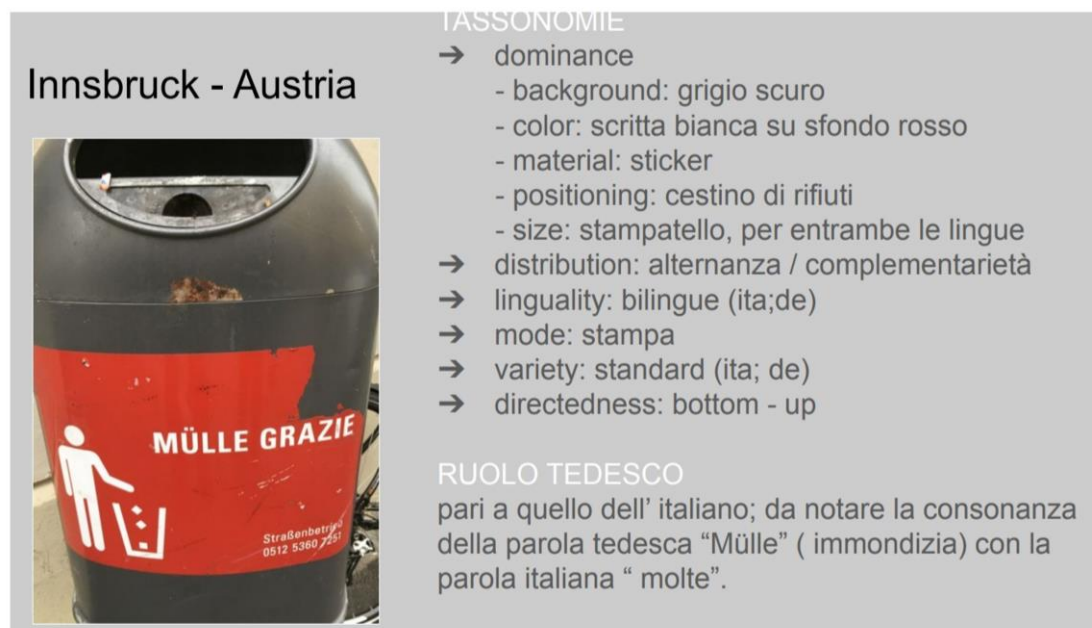 TASSONOMIE
Innsbruck - Austria
➔ dominance
- background: grigio scuro
- color: scritta bianca su sfondo rosso
- material: sticker
- positioning: cestino di rifiuti
- size: stampatello, per entrambe le lingue
➔ distribution: alternanza / complementarietà
➔ linguality: bilingue (ita;de)
➔ mode: stampa
➔ variety: standard (ita; de)
➔ directedness: bottom - up
MÜLLE GRAZIE
Straßenbetrieb
0512 5360 7251
RUOLO TEDESCO
pari a quello dell’ italiano; da notare la consonanza
della parola tedesca “Mülle” ( immondizia) con la
parola italiana “ molte”.